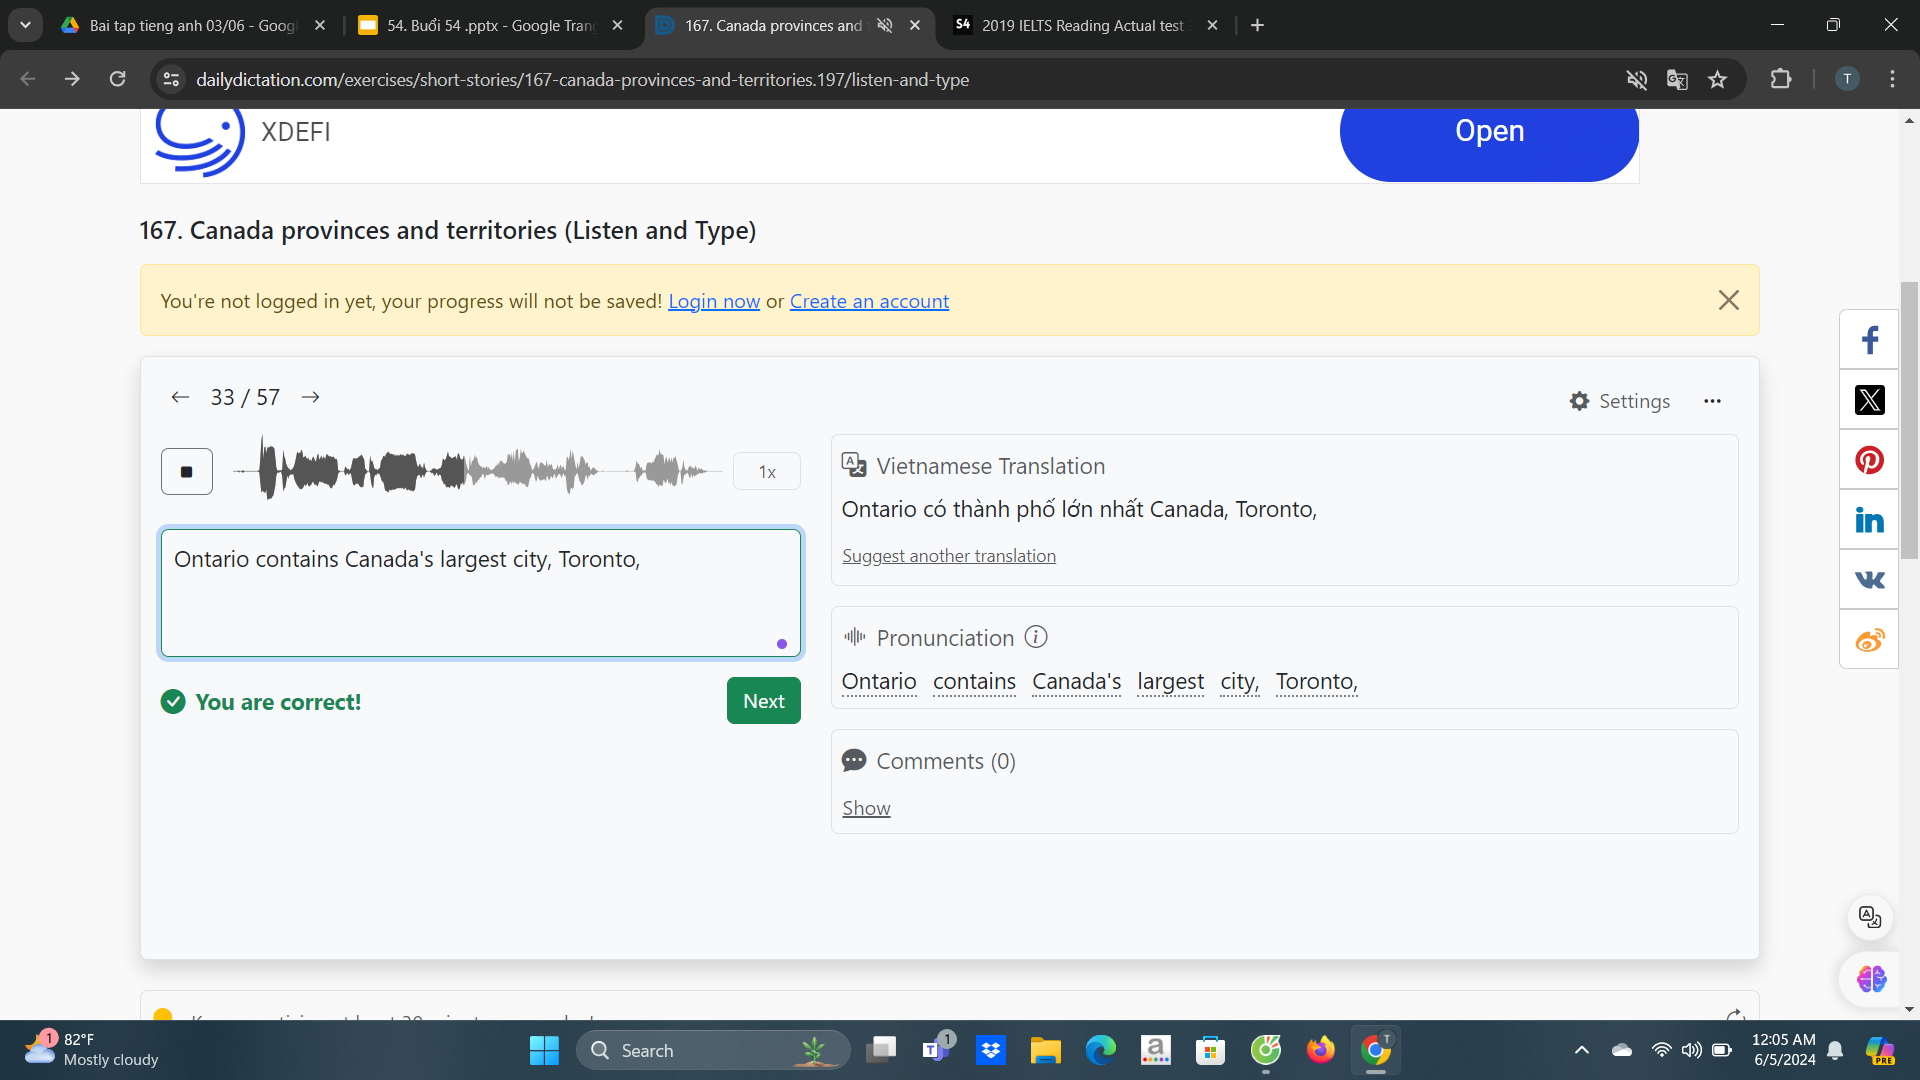 Bai tap tieng anh 03/06 - Googl
54. Buổi 54 .pptx - Google Tran
167. Canada provinces and
S4 2019 IELTS Reading Actual test
dailydictation.com/exercises/short-stories/167-canada-provinces-and-territories.197/listen-and-type
T
XDEFI
Open
167. Canada provinces and territories (Listen and Type)
You're not logged in yet, your progress will not be saved! Login now or Create an account
33 / 57
Settings
1x
Vietnamese Translation
Ontario có thành phố lớn nhất Canada, Toronto,
Suggest another translation
Ontario contains Canada's largest city, Toronto,
Pronunciation
Ontario contains Canada's largest city, Toronto,
You are correct!
Next
Comments (0)
Show
1
82°F
Mostly cloudy
Search
1
12:05 AM
6/5/2024
PRE